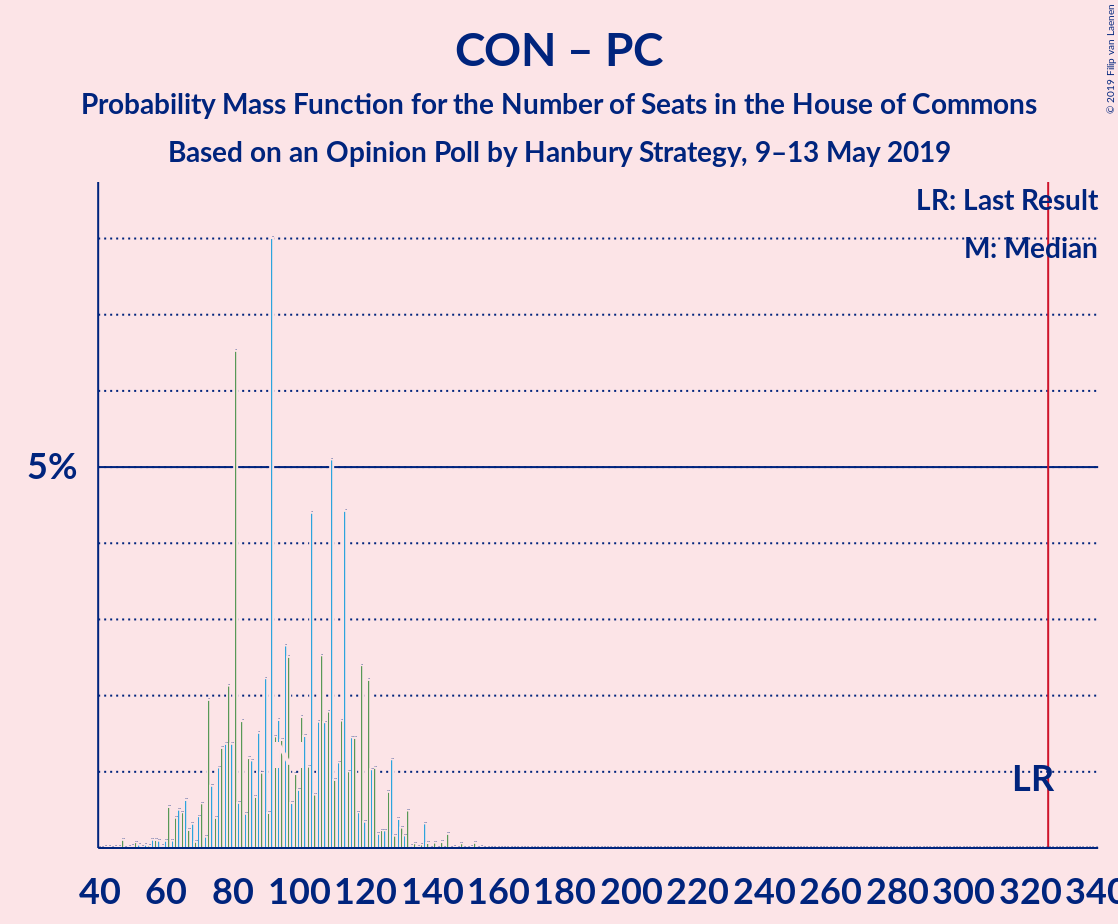 CON – PC
Probability Mass Function for the Number of Seats in the House of Commons
Based on an Opinion Poll by Hanbury Strategy, 9–13 May 2019
© 2019 Filip van Laenen
LR: Last Result
M: Median
5%
LR
40 60 80 100 120 140 160 180 200 220 240 260 280 300 320 340